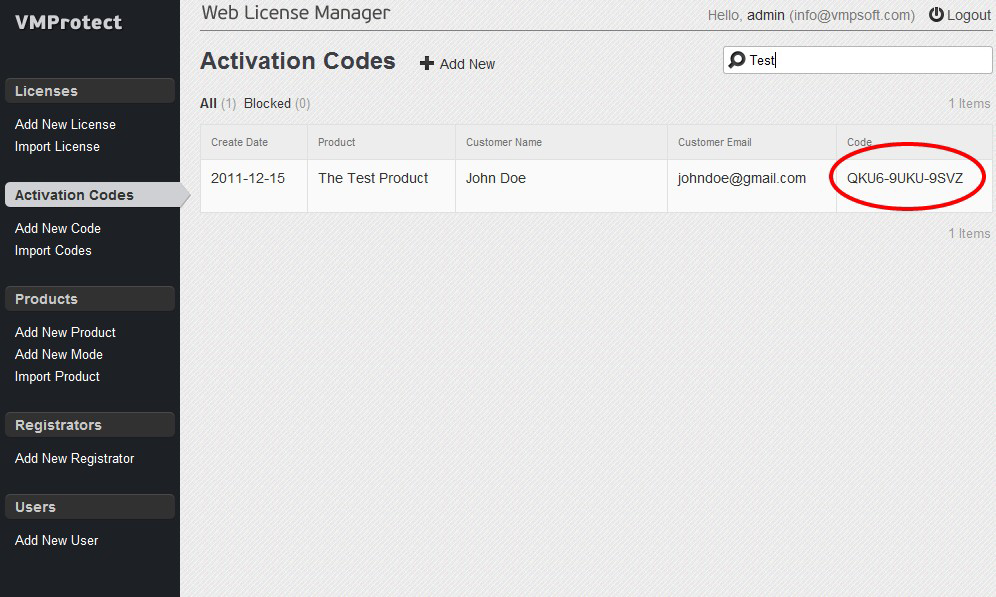 VMProtect
Web License Manager
Hello, admin (info@vmpsoft.com) Logout
Activation Codes
Add New
Test
All (1) Blocked (0)
1 Items
Create Date Product Customer Name Customer Email Code
2011-12-15 The Test Product John Doe johndoe@gmail.com QKU6-9UKU-9SVZ
1 Items
Licenses
Add New License
Import License
Activation Codes
Add New Code
Import Codes
Products
Add New Product
Add New Mode
Import Product
Registrators
Add New Registrator
Users
Add New User